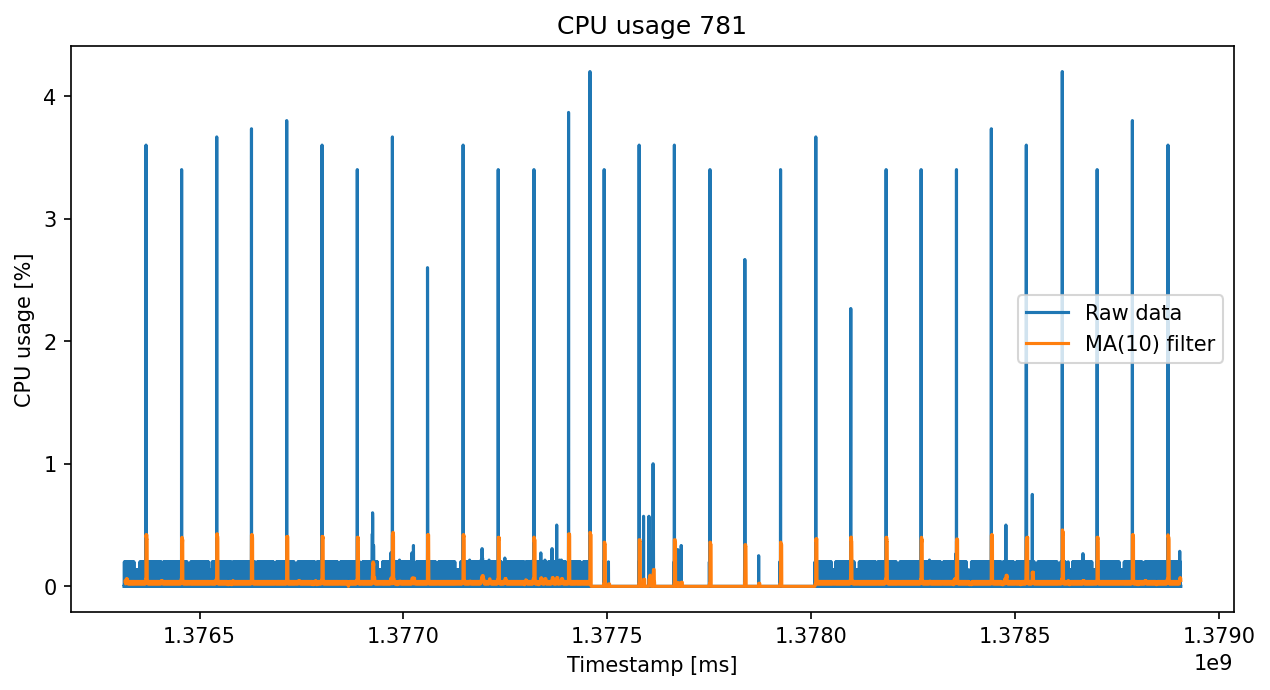 CPU usage 781
CPU usage [%]
4
3
2
1
0
Raw data
MA(10) filter
1.3765 1.3770 1.3775 1.3780 1.3785 1.3790
1e9
Timestamp [ms]